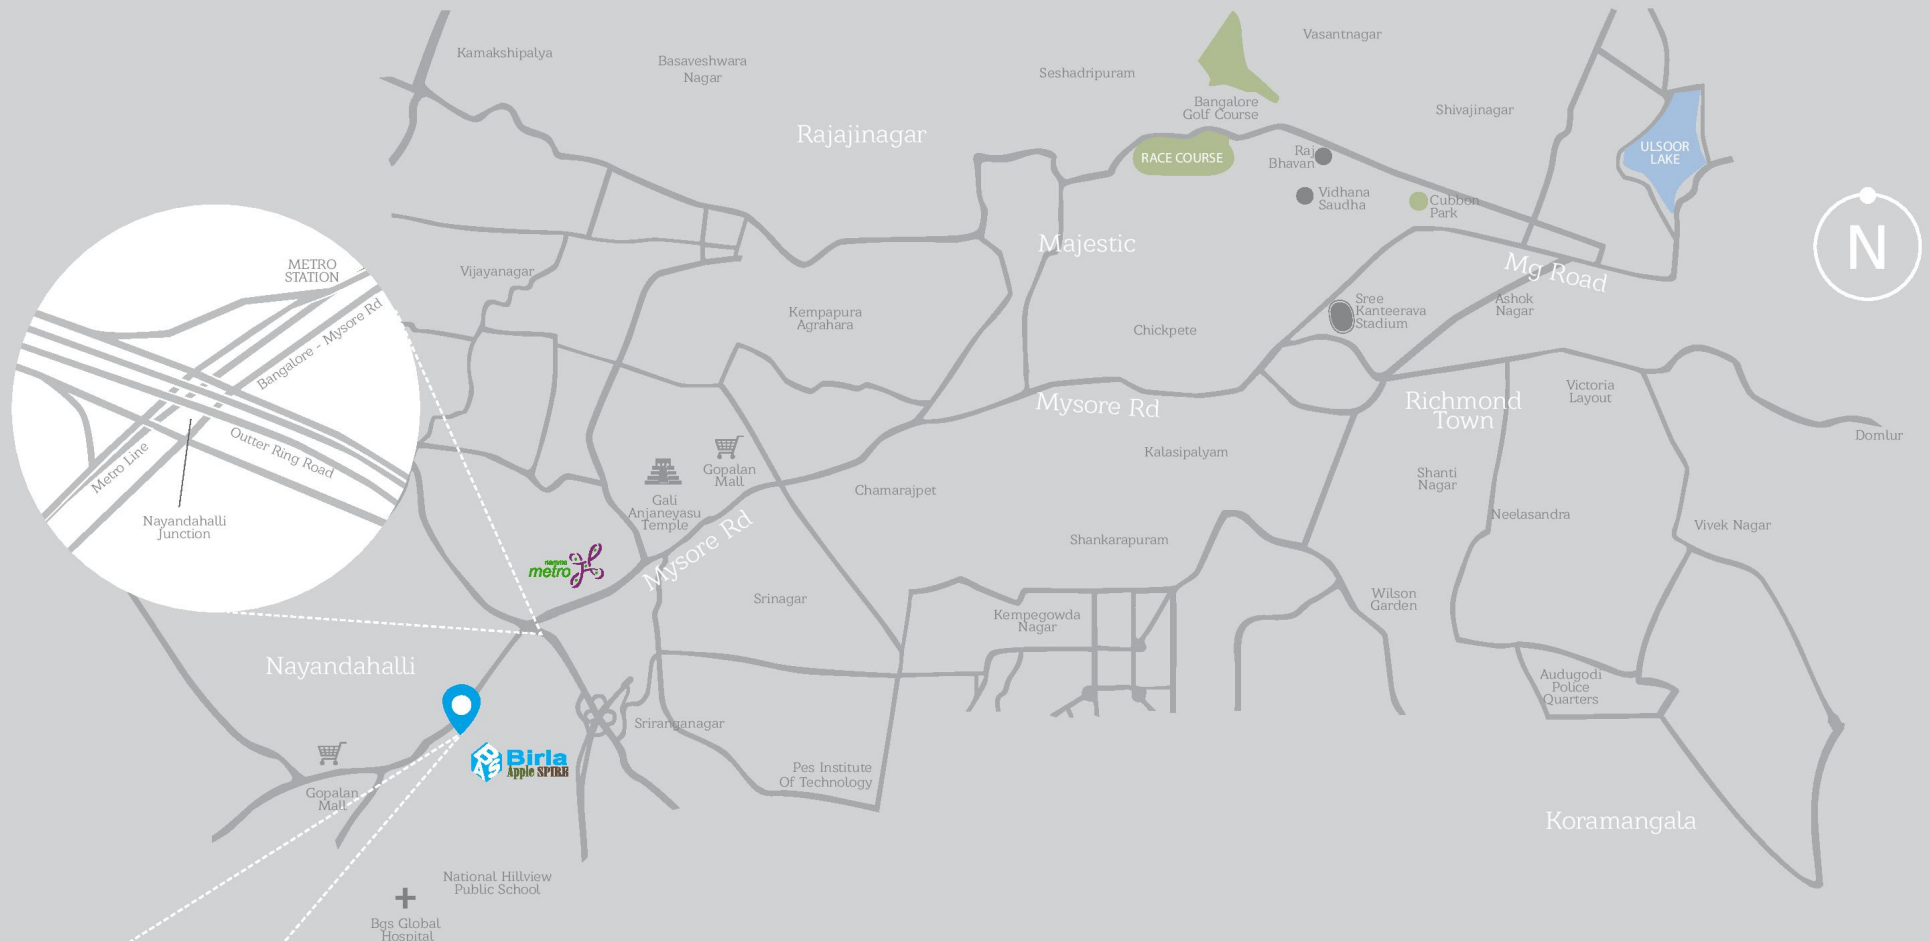 Kamakshipalya
Basaveshwara
Nagar
Rajajinagar
Seshadripuram
Bangalore
Golf Course
Vasantnagar
Shivajinagar
RACE COURSE
Raj
Bhavan
Vidhana
Saudha
Cubbon
Park
ULSOOR
LAKE
N
Majestic
Mg Road
Vijayanagar
Kempapura
Agrahara
Chickpete
Sree
Kanteerava
Stadium
Ashok
Nagar
METRO
STATION
Bangalore - Mysore Rd
Outter Ring Road
Metro Line
Nayandahalli
Junction
Mysore Rd
Richmond
Town
Victoria
Layout
Domlur
Gopalan
Mall
Gali
Anjaneyasu
Temple
Chamarajpet
Kalasipalyam
Shanti
Nagar
Neelasandra
Vivek Nagar
Mysore Rd
Shankarapuram
namma
metro
Srinagar
Kempegowda
Nagar
Wilson
Garden
Nayandahalli
Audugodi
Police
Quarters
Sriranganagar
Birla
Apple SPIRE
BAS
Gopalan
Mall
Pes Institute
Of Technology
Koramangala
National Hillview
Public School
Bgs Global
Hospital